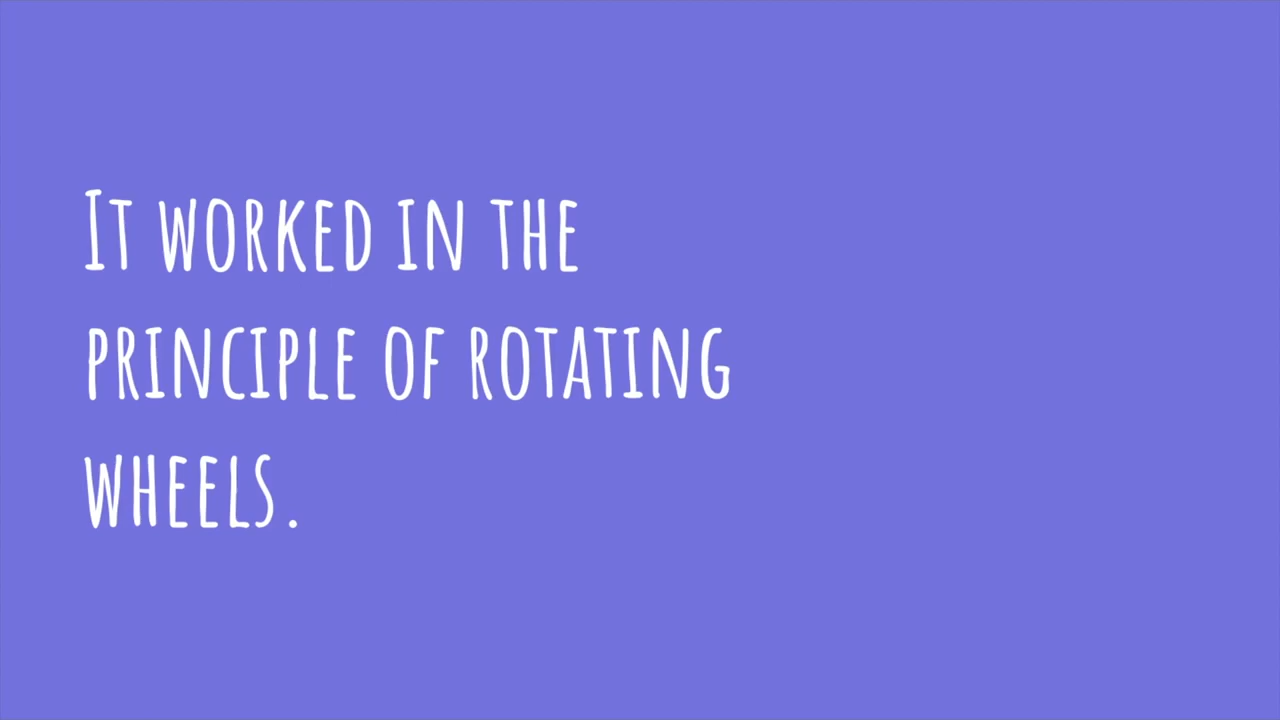 It worked in the
principle of rotating
wheels.